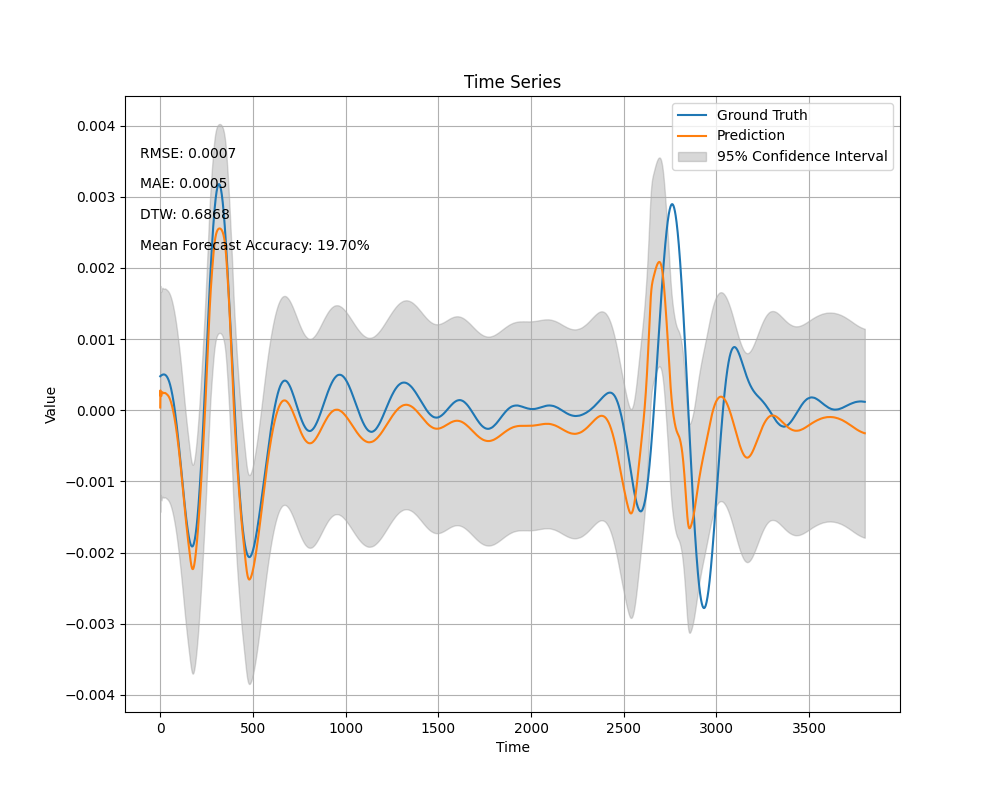 Time Series
Ground Truth
Prediction
95% Confidence Interval
RMSE: 0.0007
MAE: 0.0005
DTW: 0.6868
Mean Forecast Accuracy: 19.70%
Value
0.004
0.003
0.002
0.001
0.000
−0.001
−0.002
−0.003
−0.004
0 500 1000 1500 2000 2500 3000 3500
Time